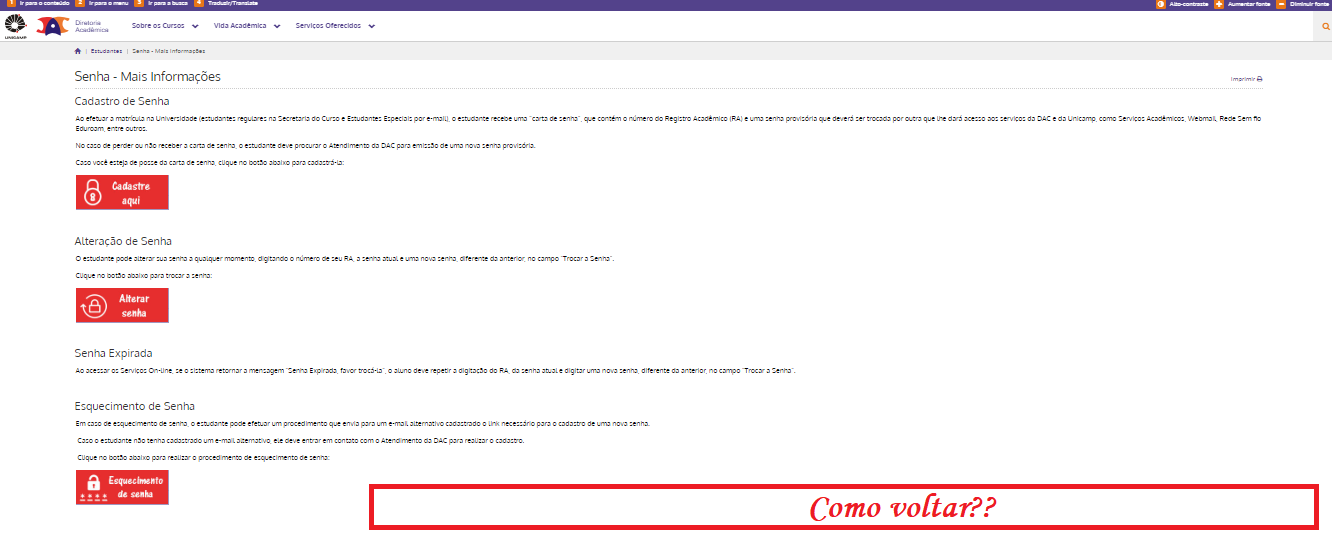 1 Ir para o conteúdo 2 Ir para o menu 3 Ir para a busca 4 Traduzir/Translate
Alto-contraste Aumentar fonte Diminuir fonte
UNICAMP
Diretoria
Acadêmica
Sobre os Cursos Vida Acadêmica Serviços Oferecidos
| Estudantes | Senha - Mais Informações
Senha - Mais Informações
Imprimir
Cadastro de Senha
Ao efetuar a matrícula na Universidade (estudantes regulares na Secretaria do Curso e Estudantes Especiais por e-mail), o estudante recebe uma "carta de senha", que contém o número do Registro Acadêmico (RA) e uma senha provisória que deverá ser trocada por outra que lhe dará acesso aos serviços da DAC e da Unicamp, como Serviços Acadêmicos, Webmail, Rede Sem fio
Eduroam, entre outros.
No caso de perder ou não receber a carta de senha, o estudante deve procurar o Atendimento da DAC para emissão de uma nova senha provisória.
Caso você esteja de posse da carta de senha, clique no botão abaixo para cadastrá-la:
Cadastre
aqui
Alteração de Senha
O estudante pode alterar sua senha a qualquer momento, digitando o número de seu RA, a senha atual e uma nova senha, diferente da anterior, no campo "Trocar a Senha".
Clique no botão abaixo para trocar a senha:
Alterar
senha
Senha Expirada
Ao acessar os Serviços On-line, se o sistema retornar a mensagem "Senha Expirada, favor trocá-la", o aluno deve repetir a digitação do RA, da senha atual e digitar uma nova senha, diferente da anterior, no campo "Trocar a Senha".
Esquecimento de Senha
Em caso de esquecimento de senha, o estudante pode efetuar um procedimento que envia para um e-mail alternativo cadastrado o link necessário para o cadastro de uma nova senha.
Caso o estudante não tenha cadastrado um e-mail alternativo, ele deve entrar em contato com o Atendimento da DAC para realizar o cadastro.
Clique no botão abaixo para realizar o procedimento de esquecimento de senha:
Esquecimento
de senha
Como voltar??